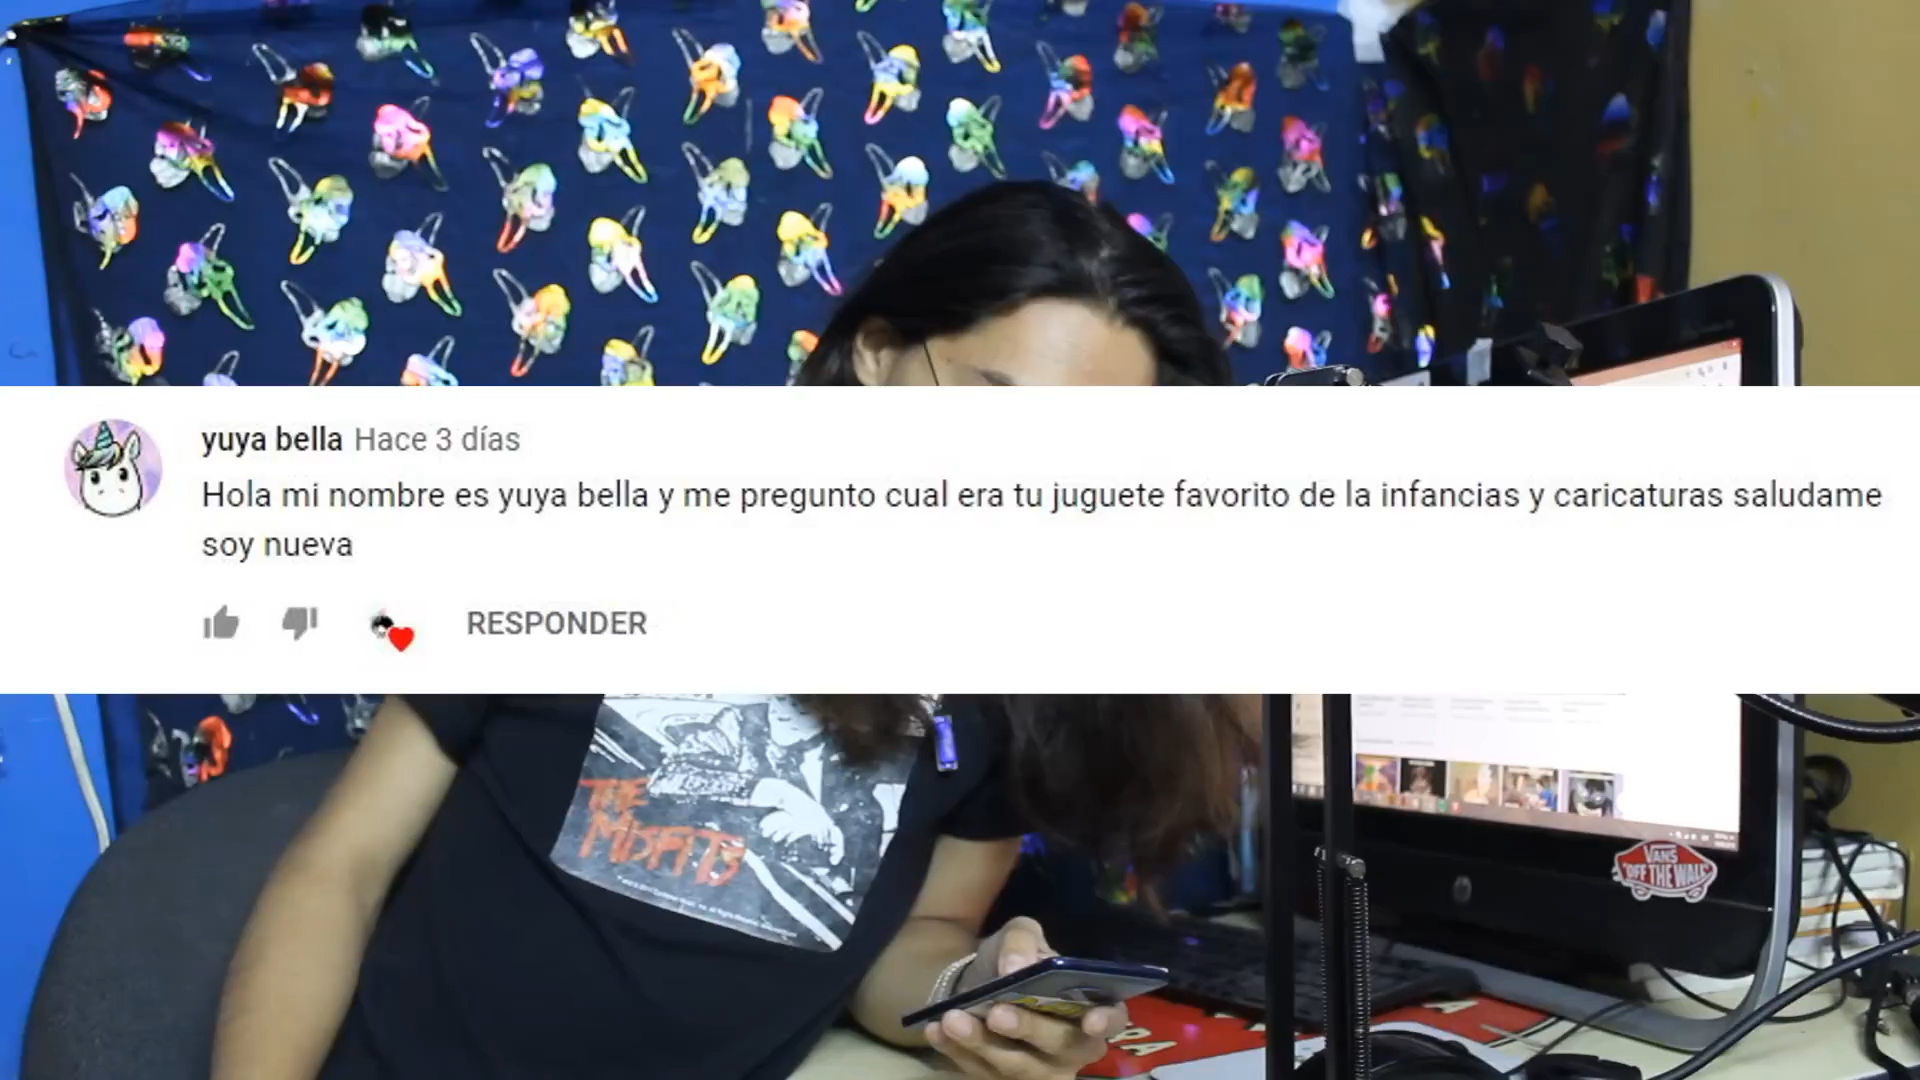 yuya bella Hace 3 días
Hola mi nombre es yuya bella y me pregunto cual era tu juguete favorito de la infancias y caricaturas saludame
soy nueva
RESPONDER
THE
MISFITS
VANS
"OFF THE WALL"